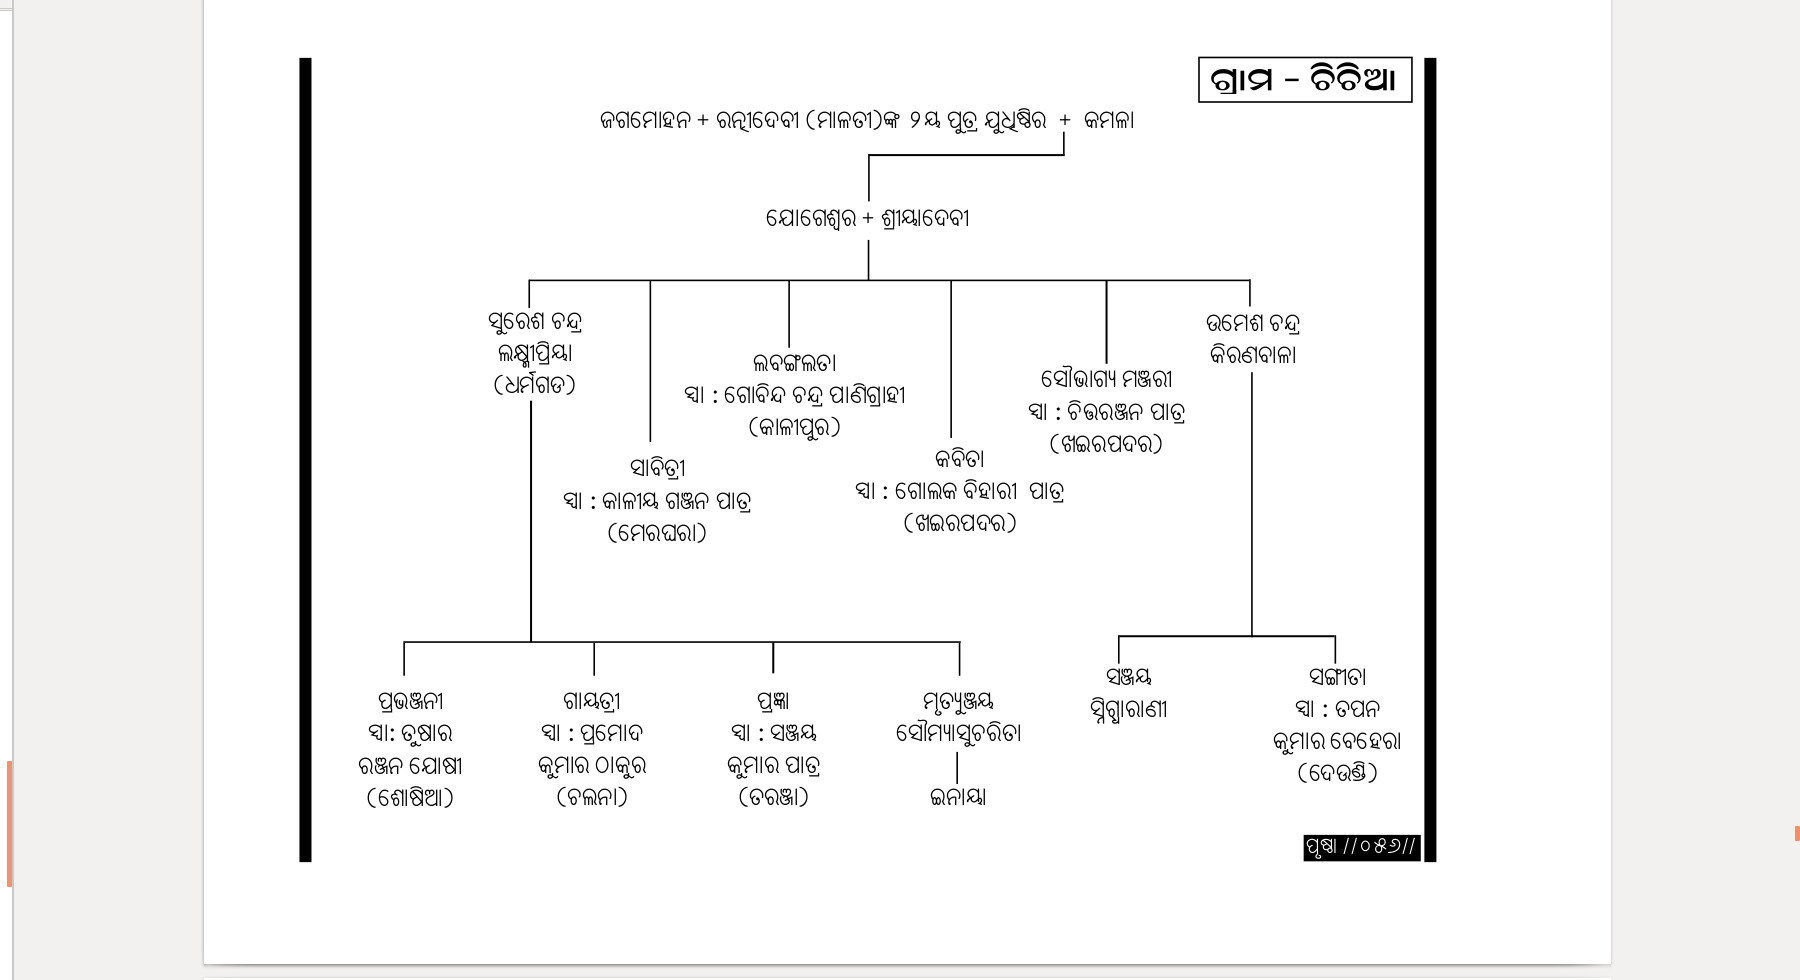 ଗ୍ରାମ - ଚିଚିଆ
ଜଗମୋହନ + ରତ୍ନୀଦେବୀ (ମାଳତୀ)ଙ୍କ ୨ୟ ପୁତ୍ର ଯୁଧିଷ୍ଠିର + କମଳା
ଯୋଗେଶ୍ୱର + ଶ୍ରୀୟାଦେବୀ
ସୁରେଶ ଚନ୍ଦ୍ର
ଲକ୍ଷ୍ମୀପ୍ରିୟା
(ଧର୍ମଗଡ)
ସାବିତ୍ରୀ
ସ୍ୱା : କାଳୀୟ ଗଞ୍ଜନ ପାତ୍ର
(ମେରଘରା)
ଲବଙ୍ଗଲତା
ସ୍ୱା : ଗୋବିନ୍ଦ ଚନ୍ଦ୍ର ପାଣିଗ୍ରାହୀ
(କାଳୀପୁର)
କବିତା
ସ୍ୱା : ଗୋଲକ ବିହାରୀ ପାତ୍ର
(ଖଇରପଦର)
ସୌଭାଗ୍ୟ ମଞ୍ଜରୀ
ସ୍ୱା : ଚିତ୍ତରଞ୍ଜନ ପାତ୍ର
(ଖଇରପଦର)
ଉମେଶ ଚନ୍ଦ୍ର
କିରଣବାଳା
ପ୍ରଭଞ୍ଜନୀ
ସ୍ୱା: ତୁଷାର
ରଞ୍ଜନ ଯୋଷୀ
(ଶୋଷିଆ)
ଗାୟତ୍ରୀ
ସ୍ୱା : ପ୍ରମୋଦ
କୁମାର ଠାକୁର
(ଚଲନା)
ପ୍ରଜ୍ଞା
ସ୍ୱା : ସଞ୍ଜୟ
କୁମାର ପାତ୍ର
(ତରଞ୍ଜା)
ମୃତ୍ୟୁଞ୍ଜୟ
ସୌମ୍ୟାସୁଚରିତା
ଇନାୟା
ସଞ୍ଜୟ
ସ୍ନିଗ୍ଧାରାଣୀ
ସଙ୍ଗୀତା
ସ୍ୱା : ତପନ
କୁମାର ବେହେରା
(ଦେଉଣ୍ଡି)
ପୃଷ୍ଠା //୦୫୬//